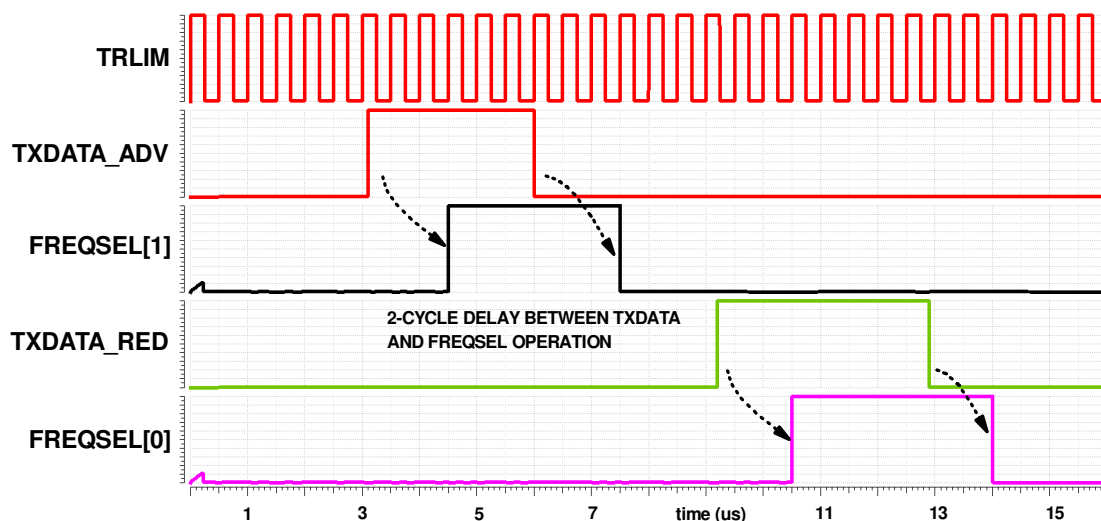 TRLIM
TXDATA_ADV
FREQSEL[1]
2-CYCLE DELAY BETWEEN TXDATA
AND FREQSEL OPERATION
TXDATA_RED
FREQSEL[0]
1 3 5 7 time (us) 11 13 15